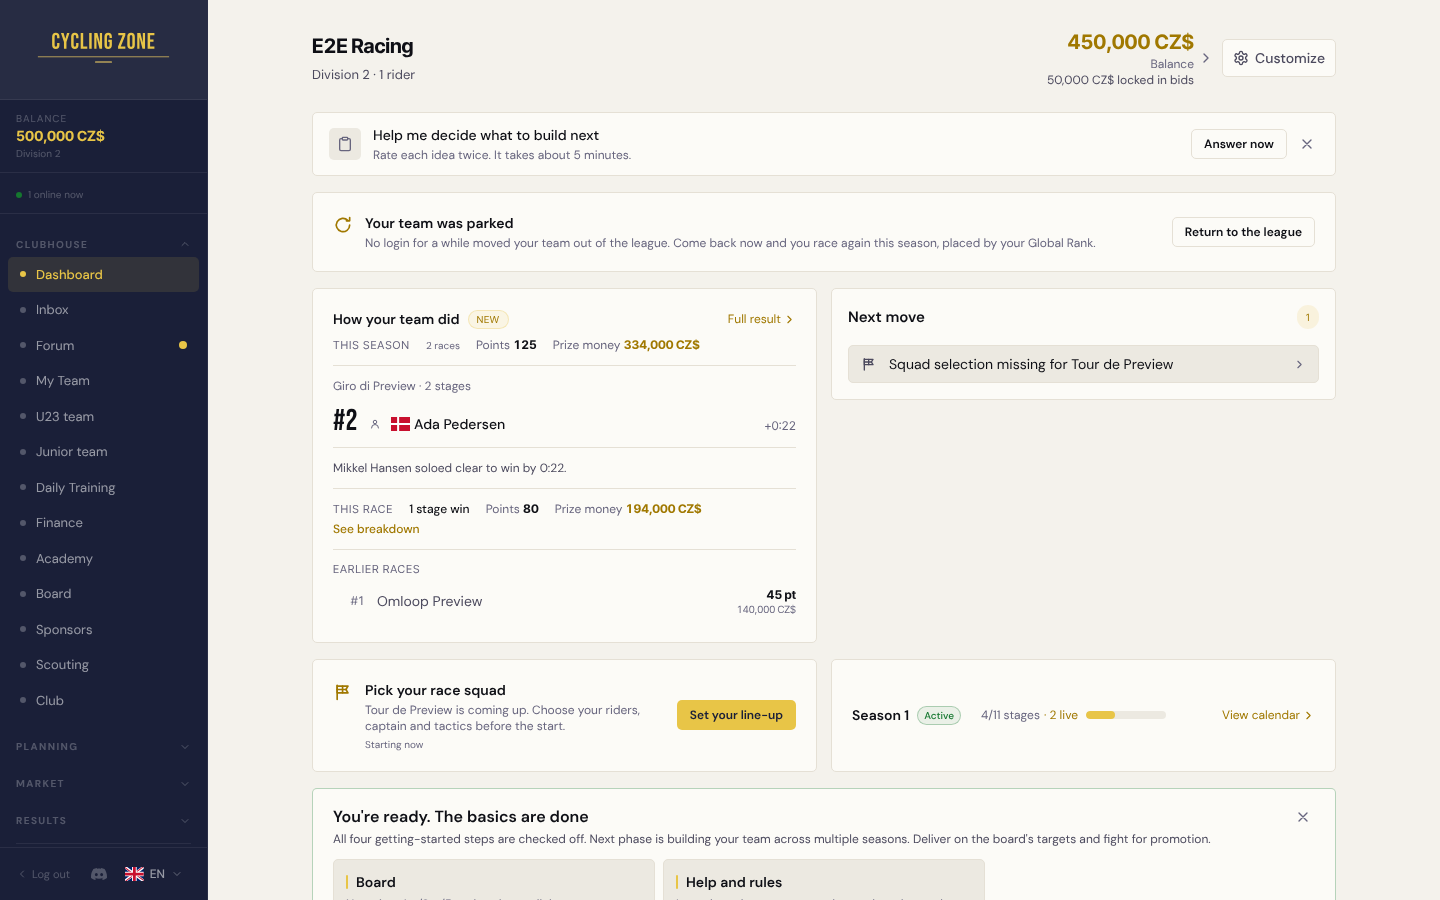 CYCLING ZONE
BALANCE
500,000 CZ$
Division 2
1 online now
CLUBHOUSE
Dashboard
Inbox
Forum
My Team
U23 team
Junior team
Daily Training
Finance
Academy
Board
Sponsors
Scouting
Club
PLANNING
MARKET
RESULTS
Log out
EN
E2E Racing
Division 2 · 1 rider
450,000 CZ$
Balance
50,000 CZ$ locked in bids
Customize
Help me decide what to build next
Rate each idea twice. It takes about 5 minutes.
Answer now
Your team was parked
No login for a while moved your team out of the league. Come back now and you race again this season, placed by your Global Rank.
Return to the league
How your team did NEW
Full result
THIS SEASON 2 races Points 125 Prize money 334,000 CZ$
Giro di Preview · 2 stages
#2 Ada Pedersen +0:22
Mikkel Hansen soloed clear to win by 0:22.
THIS RACE 1 stage win Points 80 Prize money 194,000 CZ$
See breakdown
EARLIER RACES
#1 Omloop Preview 45 pt
140,000 CZ$
Next move 1
Squad selection missing for Tour de Preview
Pick your race squad
Tour de Preview is coming up. Choose your riders,
captain and tactics before the start.
Starting now
Set your line-up
Season 1 Active 4/11 stages · 2 live View calendar
You're ready. The basics are done
All four getting-started steps are checked off. Next phase is building your team across multiple seasons. Deliver on the board's targets and fight for promotion.
Board
Help and rules